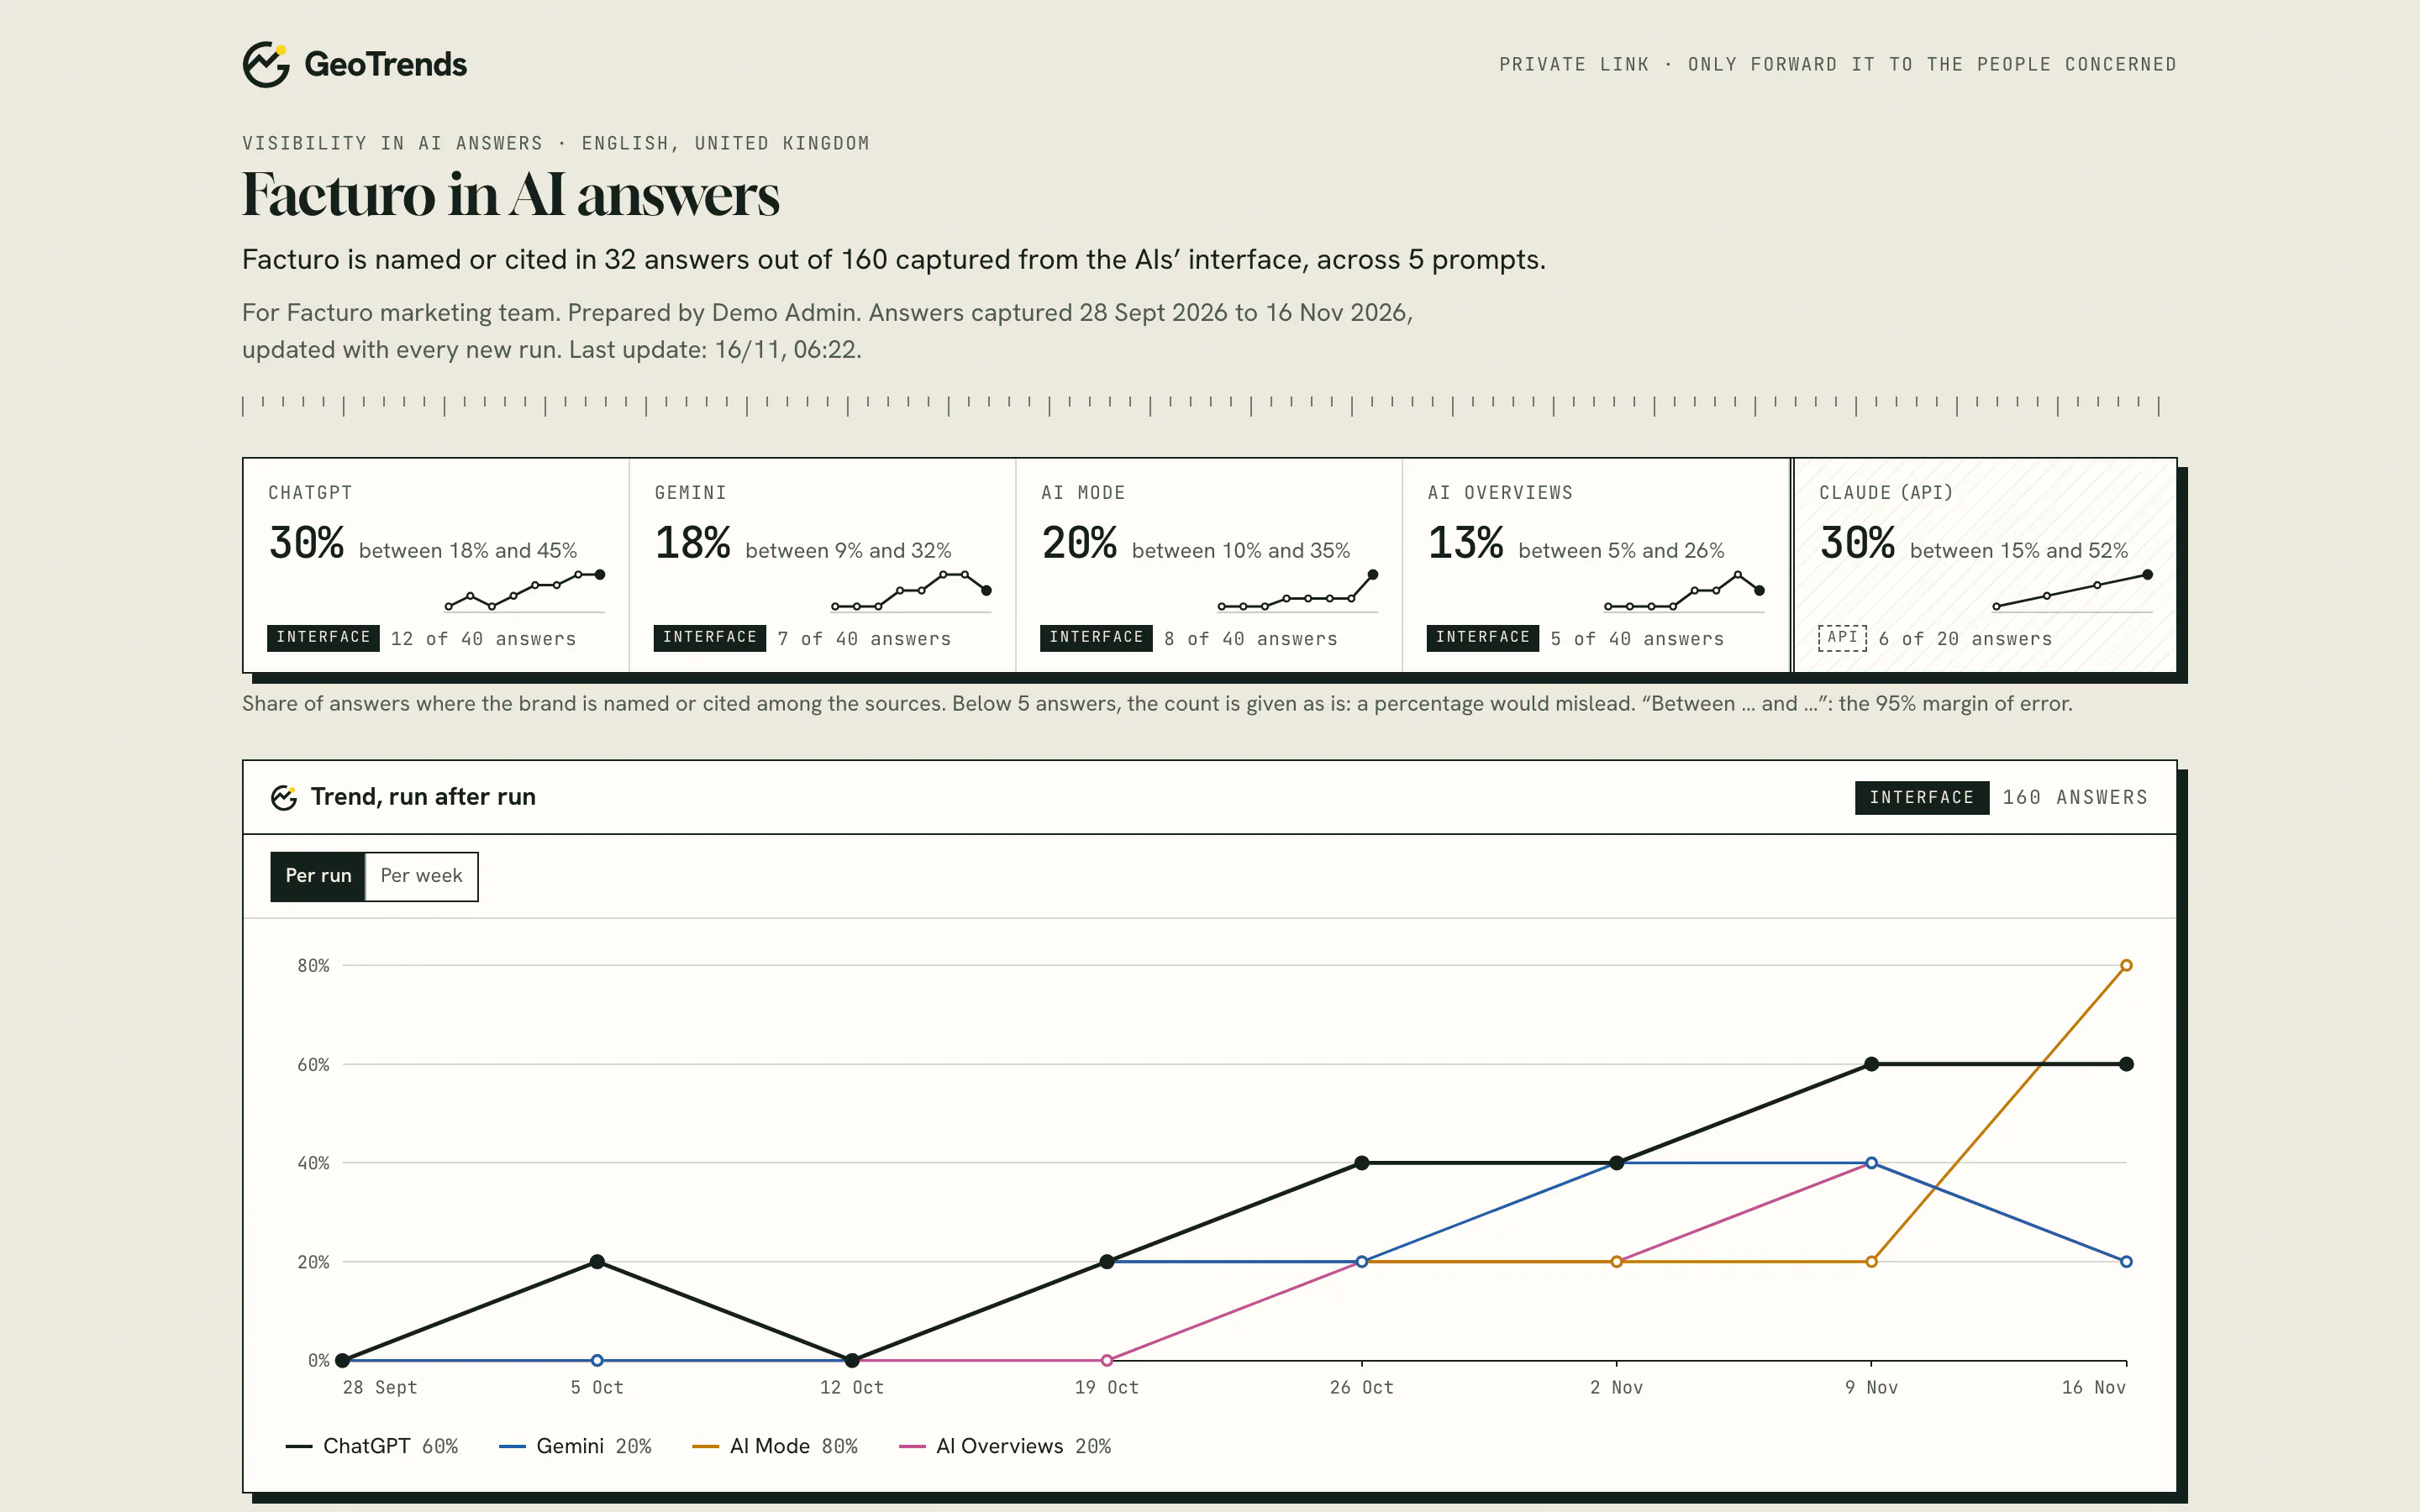 GeoTrends
PRIVATE LINK · ONLY FORWARD IT TO THE PEOPLE CONCERNED
VISIBILITY IN AI ANSWERS · ENGLISH, UNITED KINGDOM
Facturo in AI answers
Facturo is named or cited in 32 answers out of 160 captured from the AIs’ interface, across 5 prompts.
For Facturo marketing team. Prepared by Demo Admin. Answers captured 28 Sept 2026 to 16 Nov 2026,
updated with every new run. Last update: 16/11, 06:22.
CHATGPT
30% between 18% and 45%
INTERFACE 12 of 40 answers
GEMINI
18% between 9% and 32%
INTERFACE 7 of 40 answers
AI MODE
20% between 10% and 35%
INTERFACE 8 of 40 answers
AI OVERVIEWS
13% between 5% and 26%
INTERFACE 5 of 40 answers
CLAUDE (API)
30% between 15% and 52%
API 6 of 20 answers
Share of answers where the brand is named or cited among the sources. Below 5 answers, the count is given as is: a percentage would mislead. “Between … and …”: the 95% margin of error.
Trend, run after run
INTERFACE 160 ANSWERS
Per run Per week
80%
60%
40%
20%
0%
28 Sept 5 Oct 12 Oct 19 Oct 26 Oct 2 Nov 9 Nov 16 Nov
ChatGPT 60% Gemini 20% AI Mode 80% AI Overviews 20%